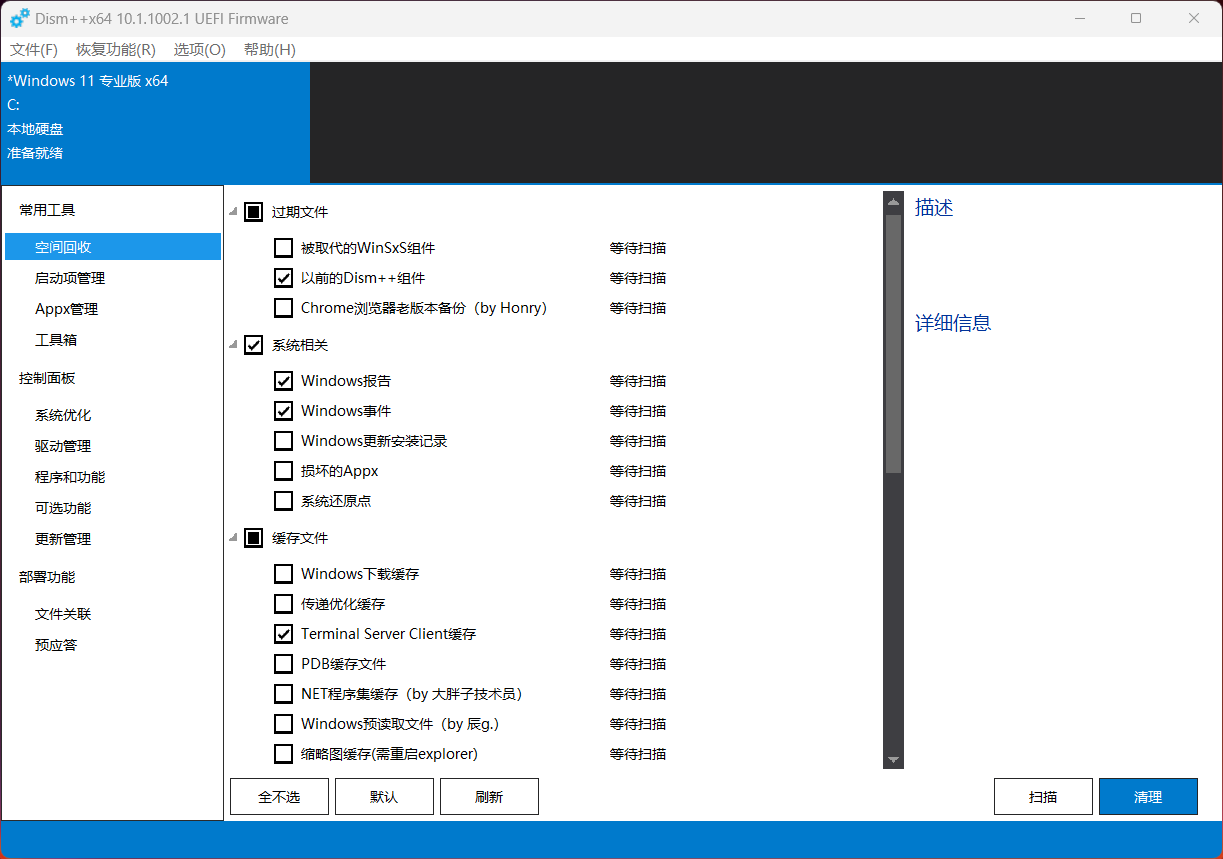 Dism++x64 10.1.1002.1 UEFI Firmware
文件(F) 恢复功能(R) 选项(O) 帮助(H)
*Windows 11 专业版 x64
C:
本地硬盘
准备就绪
常用工具
空间回收
启动项管理
Appx管理
工具箱
控制面板
系统优化
驱动管理
程序和功能
可选功能
更新管理
部署功能
文件关联
预应答
过期文件
被取代的WinSxS组件 等待扫描
以前的Dism++组件 等待扫描
Chrome浏览器老版本备份（by Honry） 等待扫描
系统相关
Windows报告 等待扫描
Windows事件 等待扫描
Windows更新安装记录 等待扫描
损坏的Appx 等待扫描
系统还原点 等待扫描
缓存文件
Windows下载缓存 等待扫描
传递优化缓存 等待扫描
Terminal Server Client缓存 等待扫描
PDB缓存文件 等待扫描
NET程序集缓存（by 大胖子技术员） 等待扫描
Windows预读取文件（by 辰g.） 等待扫描
缩略图缓存(需重启explorer) 等待扫描
描述
详细信息
全不选 默认 刷新 扫描 清理